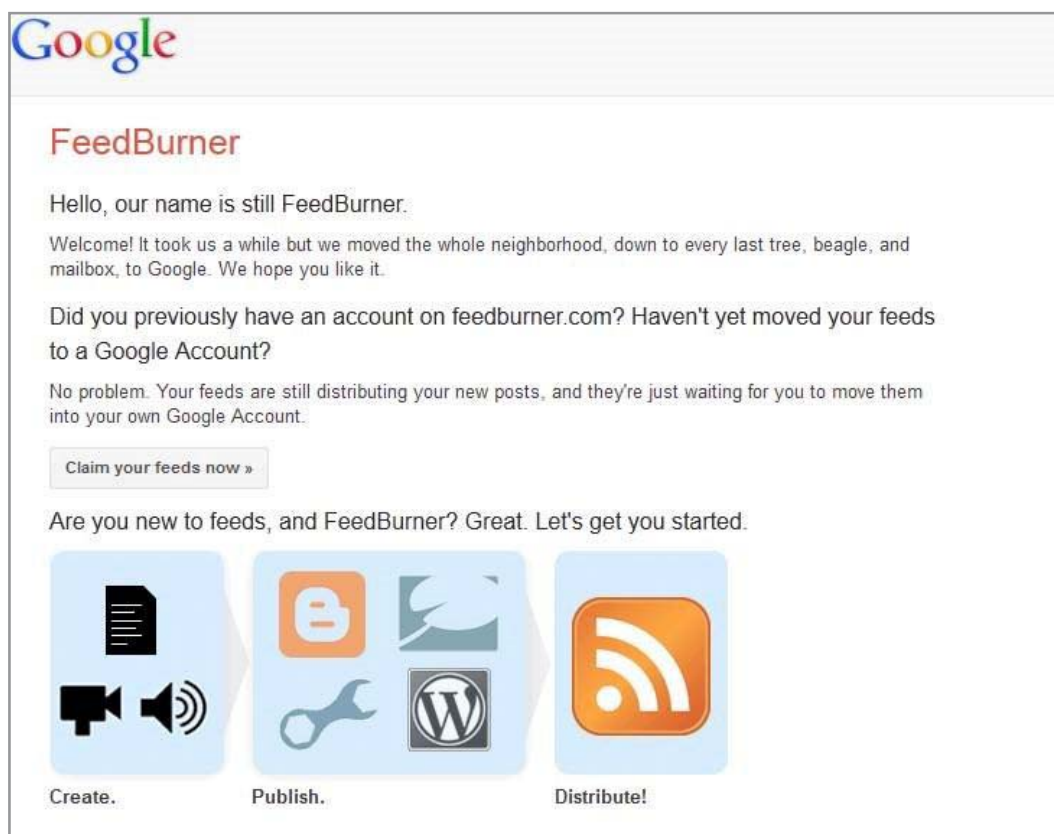 Google
FeedBurner
Hello, our name is still FeedBurner.
Welcome! It took us a while but we moved the whole neighborhood, down to every last tree, beagle, and
mailbox, to Google. We hope you like it.
Did you previously have an account on feedburner.com? Haven't yet moved your feeds
to a Google Account?
No problem. Your feeds are still distributing your new posts, and they're just waiting for you to move them
into your own Google Account.
Claim your feeds now »
Are you new to feeds, and FeedBurner? Great. Let's get you started.
Create. Publish. Distribute!